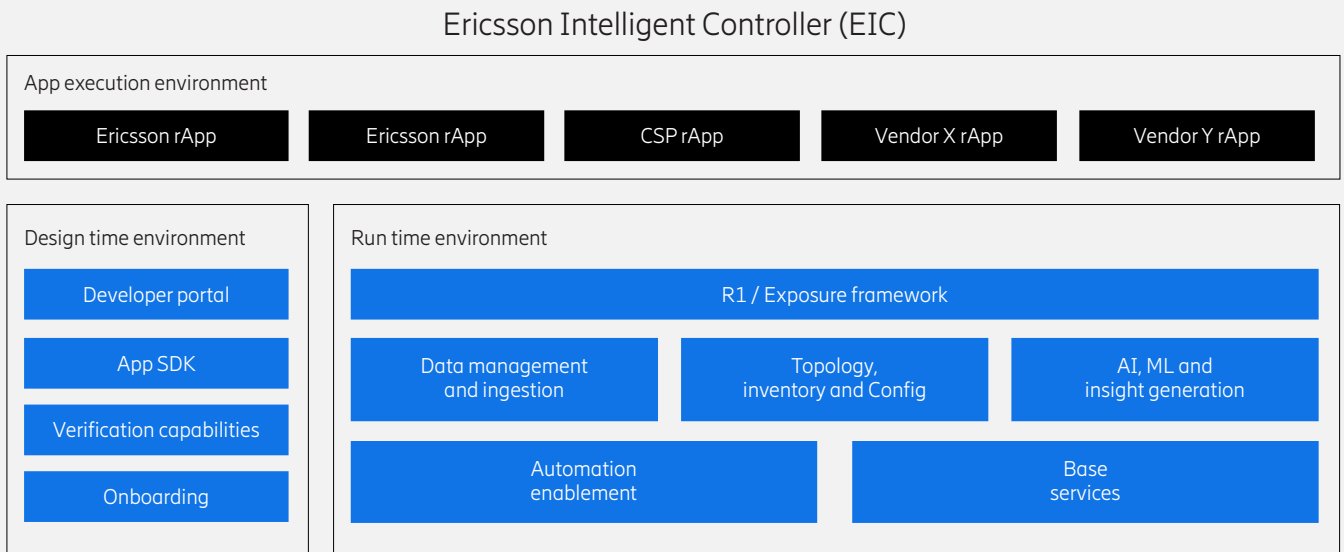 Ericsson Intelligent Controller (EIC)
App execution environment
Ericsson rApp
Ericsson rApp
CSP rApp
Vendor X rApp
Vendor Y rApp
Design time environment
Developer portal
App SDK
Verification capabilities
Onboarding
Run time environment
R1 / Exposure framework
Data management
and ingestion
Topology,
inventory and Config
AI, ML and
insight generation
Automation
enablement
Base
services